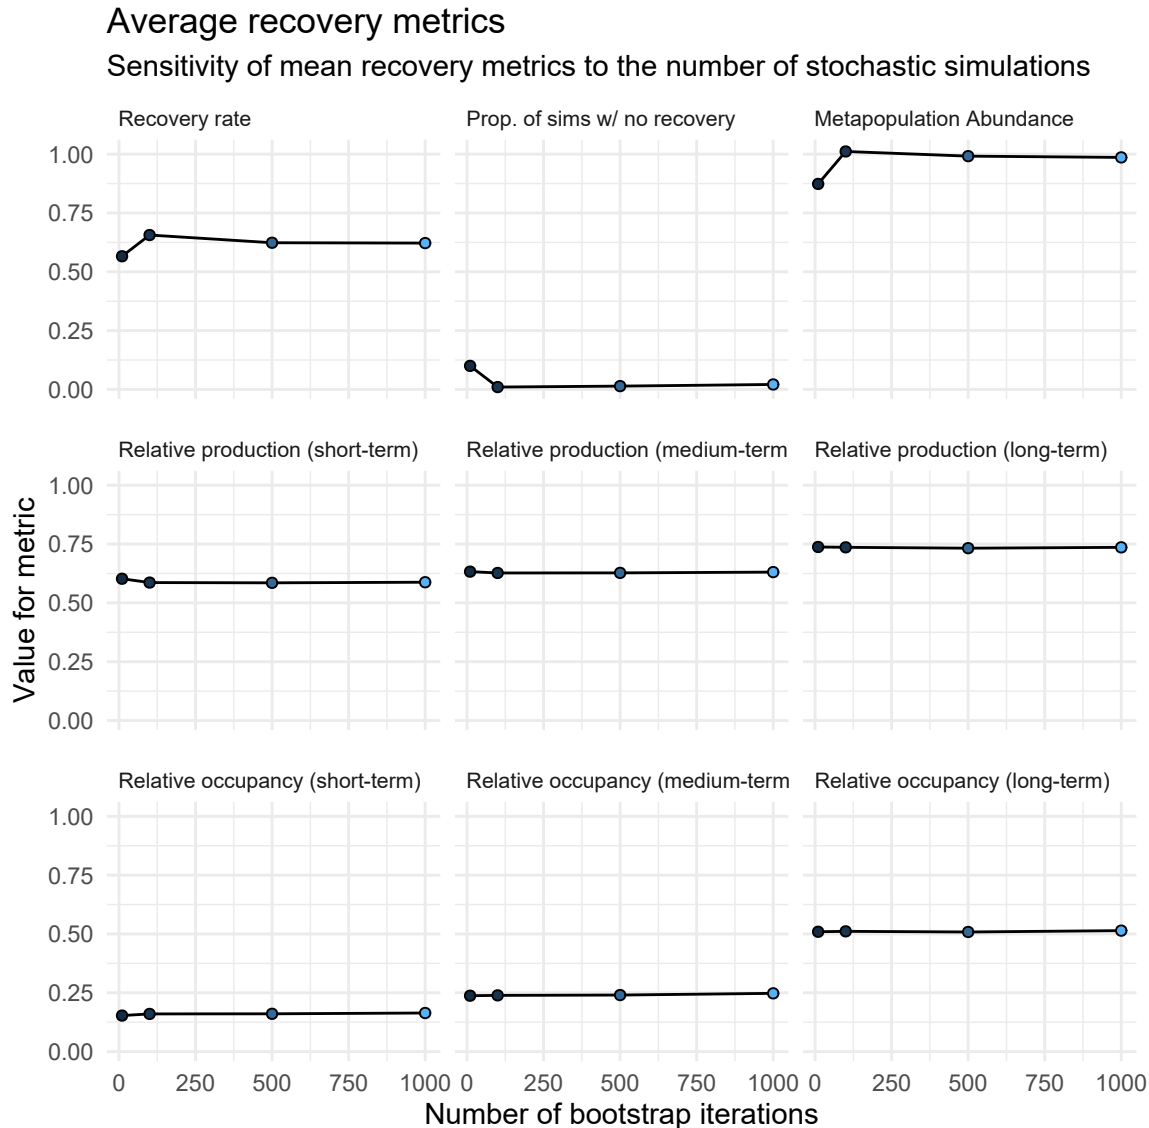 Average recovery metrics
Sensitivity of mean recovery metrics to the number of stochastic simulations
Recovery rate
Prop. of sims w/ no recovery
Metapopulation Abundance
1.00
0.75
0.50
0.25
0.00
Relative production (short-term)
Relative production (medium-term
Relative production (long-term)
1.00
0.75
0.50
0.25
0.00
Value for metric
Relative occupancy (short-term)
Relative occupancy (medium-term
Relative occupancy (long-term)
1.00
0.75
0.50
0.25
0.00
0 250 500 750 1000 0 250 500 750 1000 0 250 500 750 1000
Number of bootstrap iterations